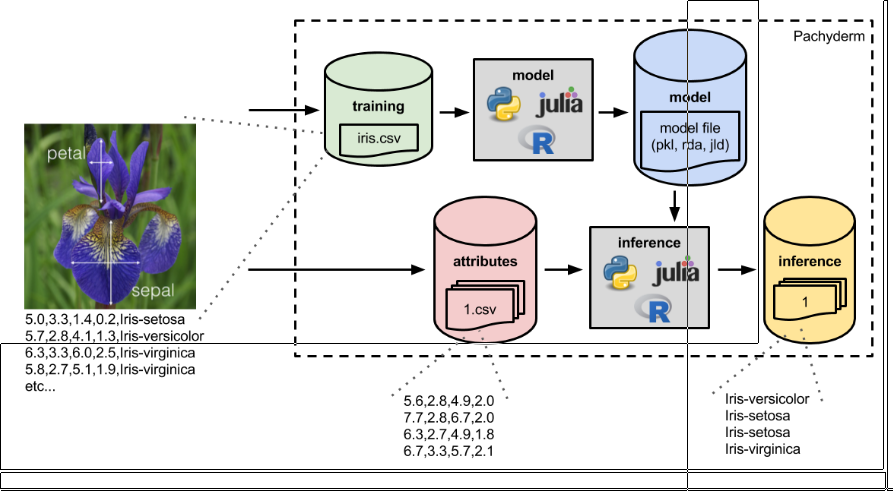 Pachyderm
training
iris.csv
model
julia
R
model
model file
(pkl, rda, jld)
petal
sepal
5.0,3.3,1.4,0.2,Iris-setosa
5.7,2.8,4.1,1.3,Iris-versicolor
6.3,3.3,6.0,2.5,Iris-virginica
5.8,2.7,5.1,1.9,Iris-virginica
etc...
attributes
1.csv
inference
julia
R
inference
1
5.6,2.8,4.9,2.0
7.7,2.8,6.7,2.0
6.3,2.7,4.9,1.8
6.7,3.3,5.7,2.1
Iris-versicolor
Iris-setosa
Iris-setosa
Iris-virginica